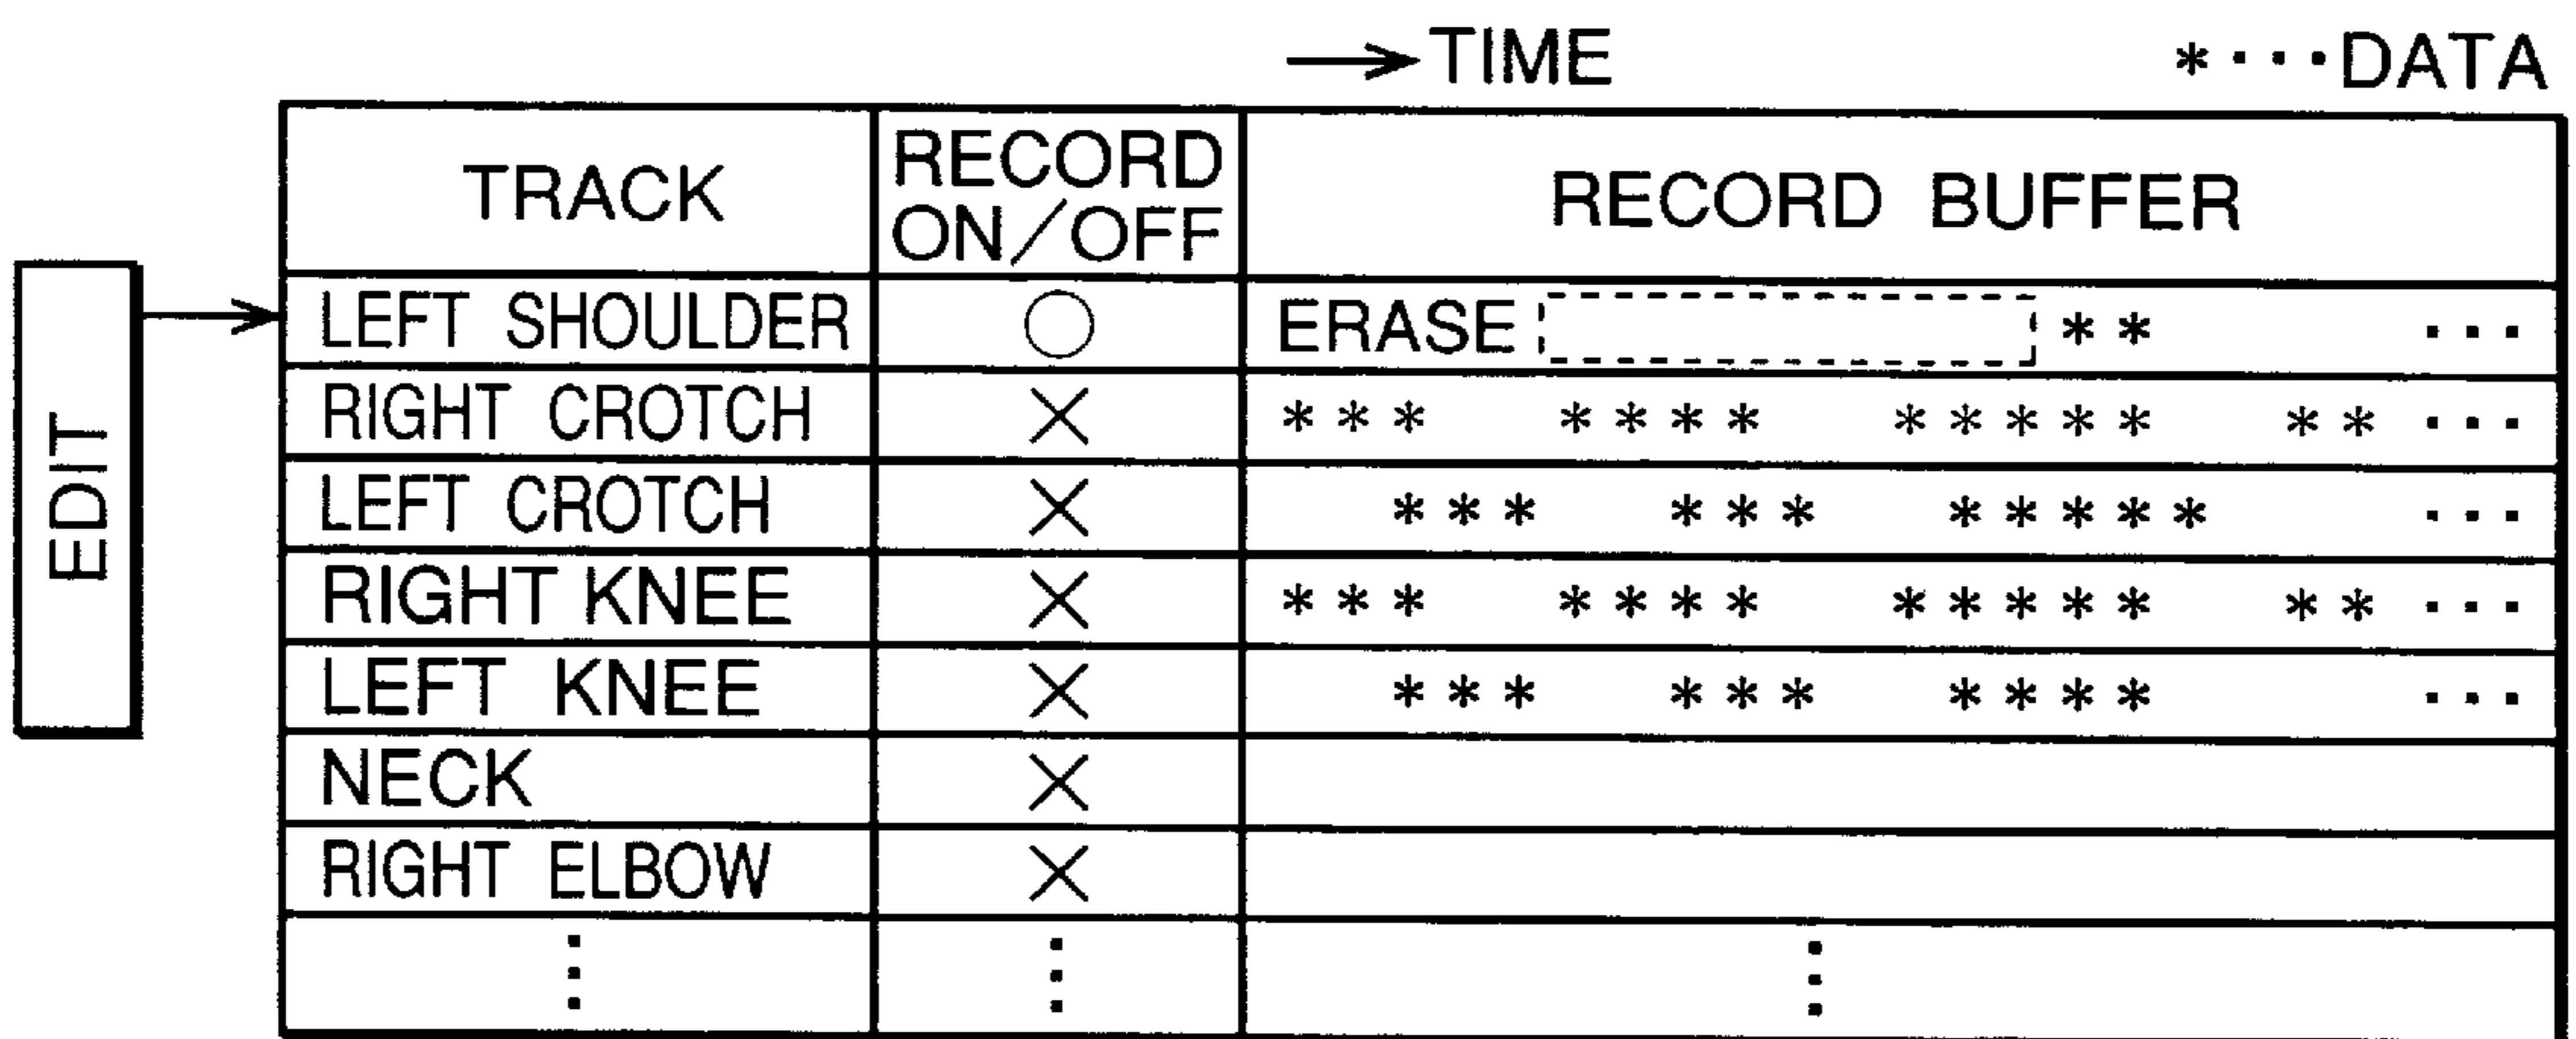 →TIME *・・・DATA
TRACK RECORD ON/OFF RECORD BUFFER
EDIT
LEFT SHOULDER ○ ERASE ** ・・・
RIGHT CROTCH × *** **** ***** ** ・・・
LEFT CROTCH × *** *** ***** ・・・
RIGHT KNEE × *** **** ***** ** ・・・
LEFT KNEE × *** *** **** ・・・
NECK ×
RIGHT ELBOW ×
⋮ ⋮ ⋮